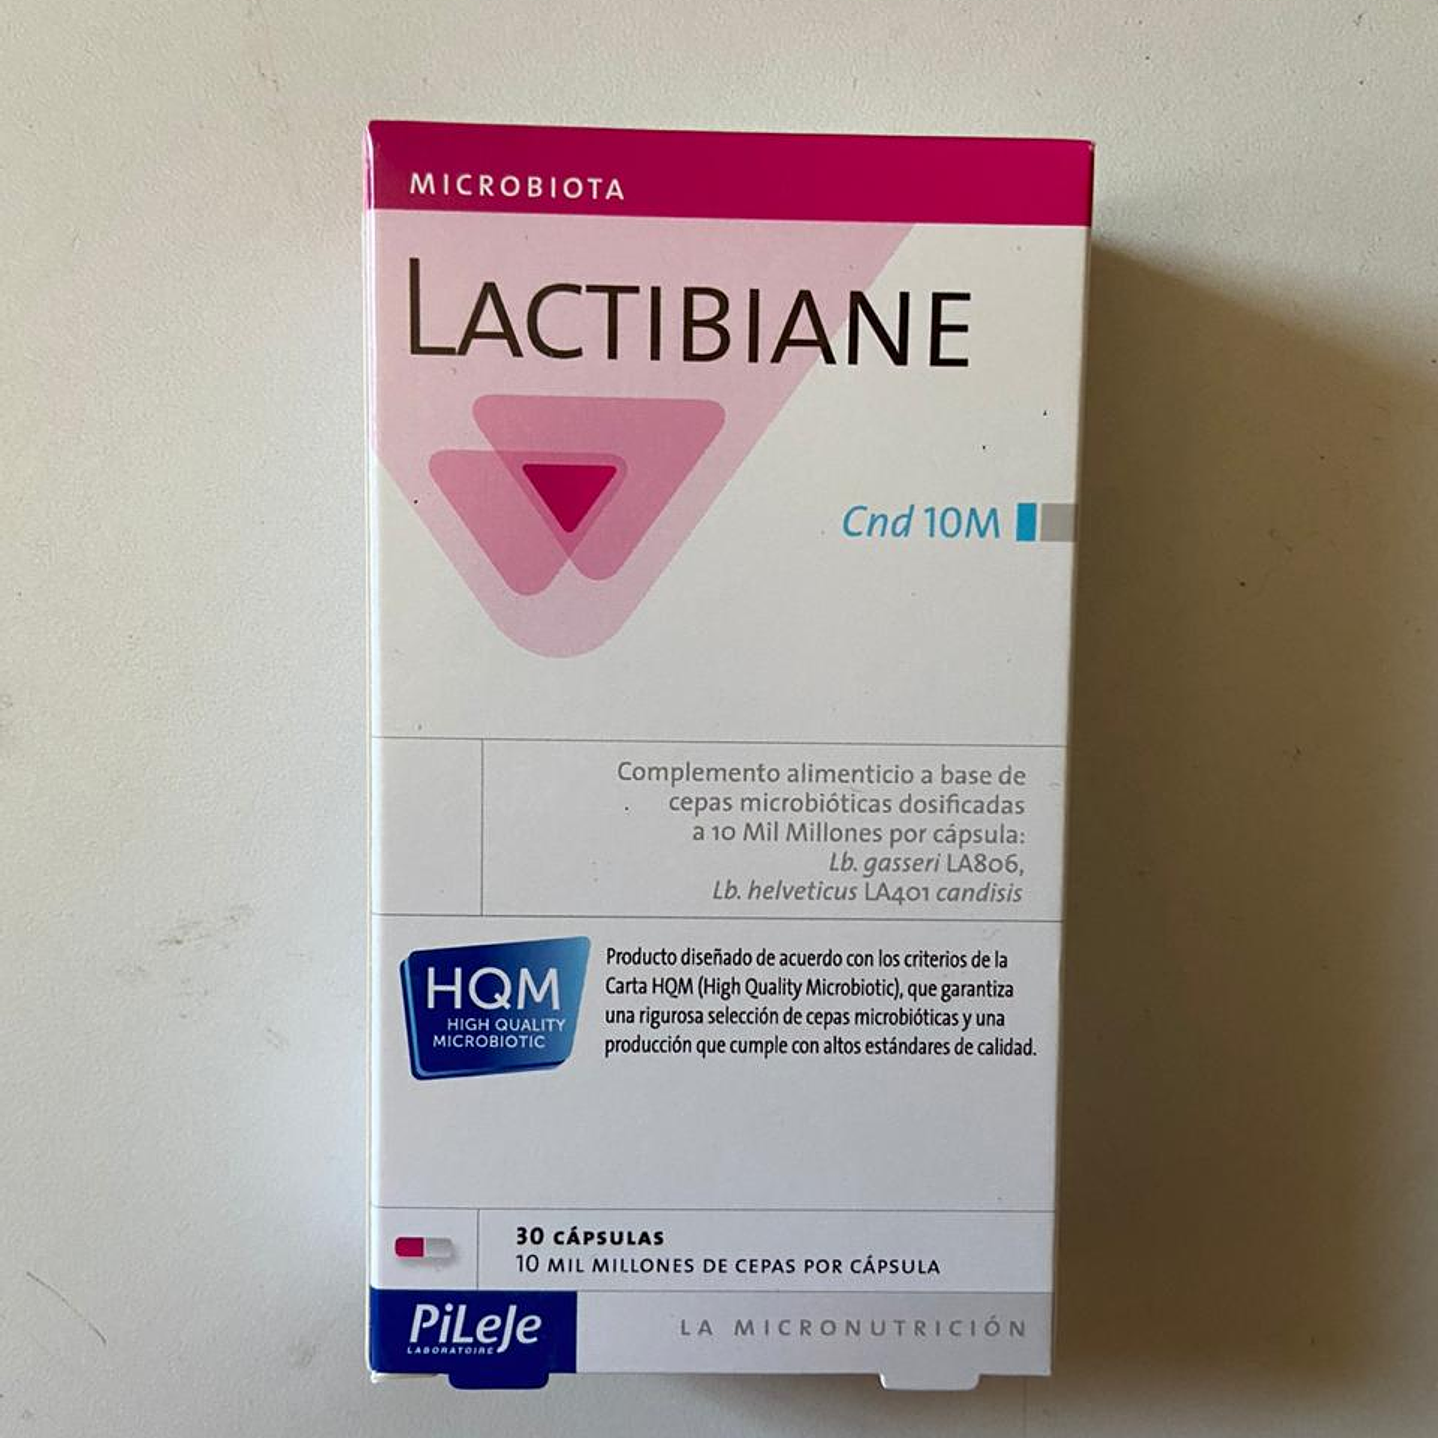 MICROBIOTA
LACTIBIANE
Cnd 10M
Complemento alimenticio a base de
cepas microbióticas dosificadas
a 10 Mil Millones por cápsula:
Lb. gasseri LA806,
Lb. helveticus LA401 candisis
HQM
HIGH QUALITY
MICROBIOTIC
Producto diseñado de acuerdo con los criterios de la
Carta HQM (High Quality Microbiotic), que garantiza
una rigurosa selección de cepas microbióticas y una
producción que cumple con altos estándares de calidad.
30 CÁPSULAS
10 MIL MILLONES DE CEPAS POR CÁPSULA
PiLeJe
LABORATOIRE
LA MICRONUTRICIÓN